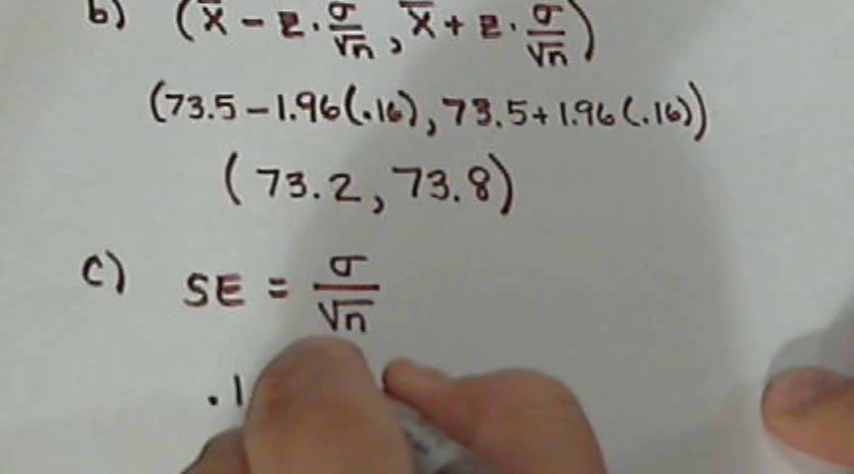 b) (x̄ - z · σ/√n, x̄ + z · σ/√n)
(73.5 - 1.96(.16), 73.5 + 1.96(.16))
(73.2, 73.8)
c) SE = σ/√n
.1